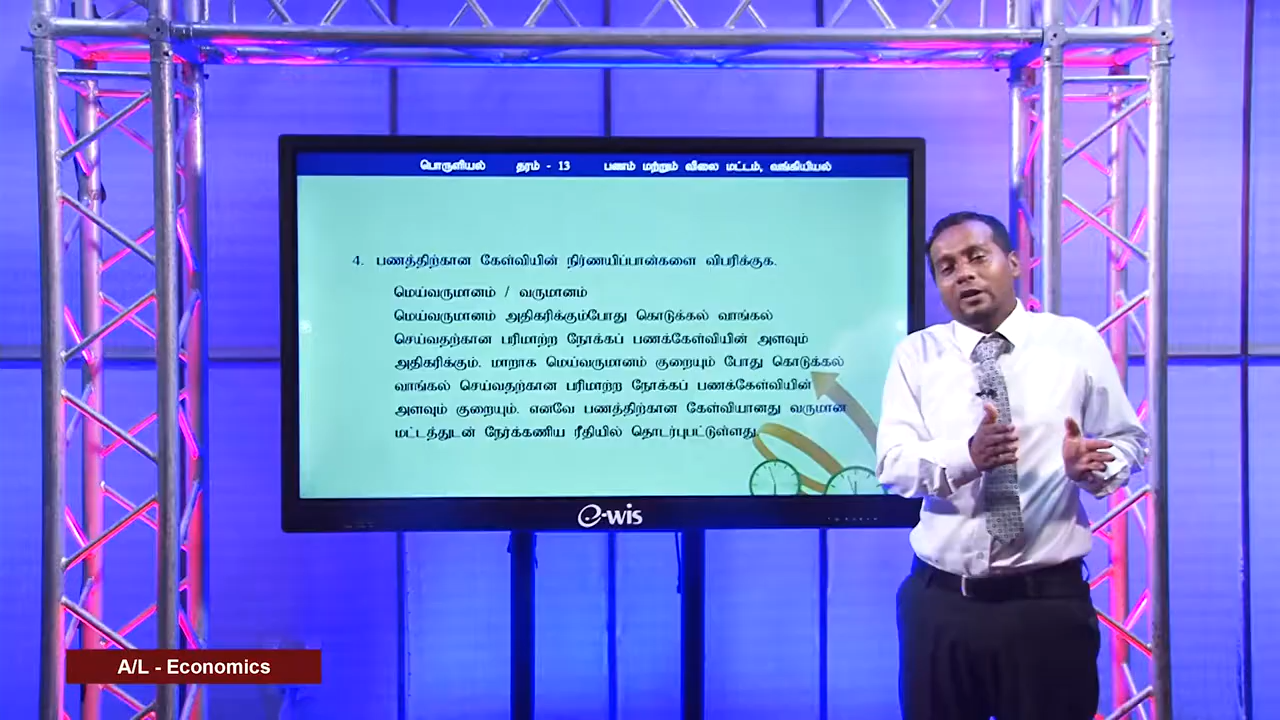 பொருளியல் தரம் - 13 பணம் மற்றும் விலை மட்டம், வங்கியியல்
4. பணத்திற்கான கேள்வியின் நிர்ணயிப்பான்களை விபரிக்குக.
மெய்வருமானம் / வருமானம்
மெய்வருமானம் அதிகரிக்கும்போது கொடுக்கல் வாங்கல்
செய்வதற்கான பரிமாற்ற நோக்கப் பணக்கேள்வியின் அளவும்
அதிகரிக்கும். மாறாக மெய்வருமானம் குறையும் போது கொடுக்கல்
வாங்கல் செய்வதற்கான பரிமாற்ற நோக்கப் பணக்கேள்வியின்
அளவும் குறையும். எனவே பணத்திற்கான கேள்வியானது வருமான
மட்டத்துடன் நேர்க்கணிய ரீதியில் தொடர்புபட்டுள்ளது.
e-wis
A/L - Economics